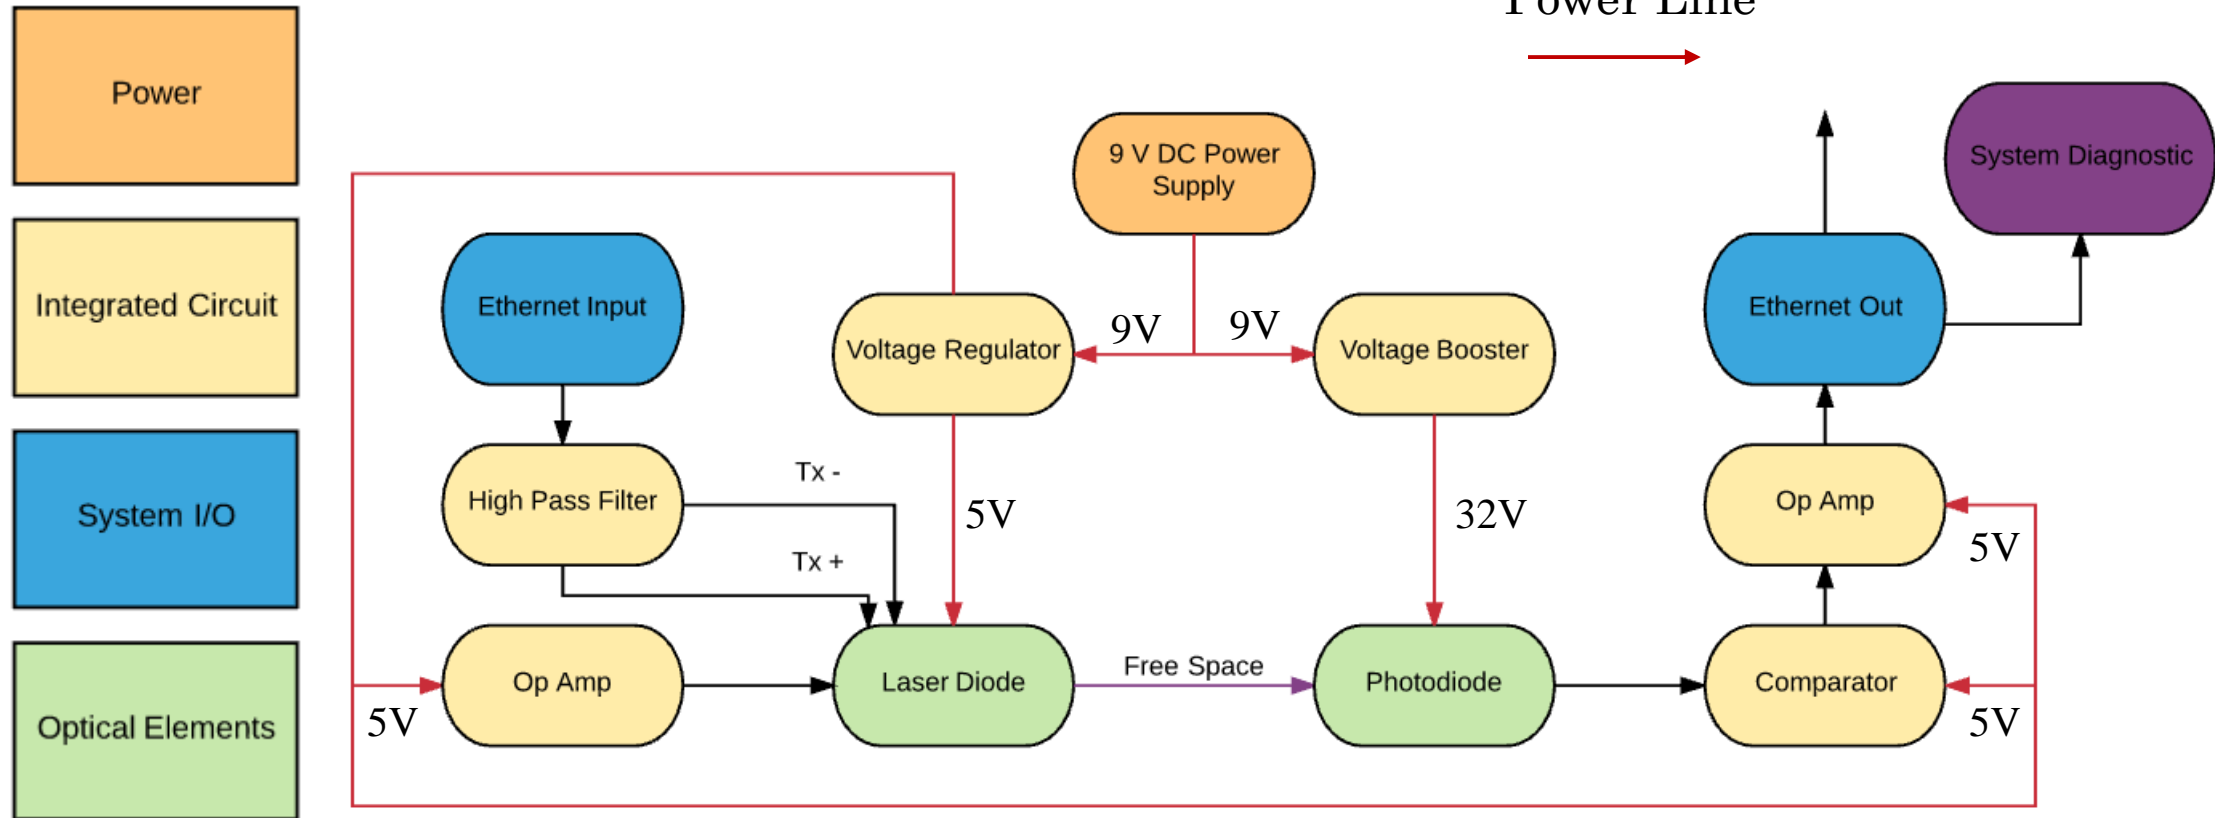 Power Line
Power
Integrated Circuit
System I/O
Optical Elements
9 V DC Power
Supply
System Diagnostic
Ethernet Input
Voltage Regulator
9V
9V
Voltage Booster
Ethernet Out
High Pass Filter
Tx -
Tx +
5V
32V
Op Amp
5V
Op Amp
5V
Laser Diode
Free Space
Photodiode
Comparator
5V